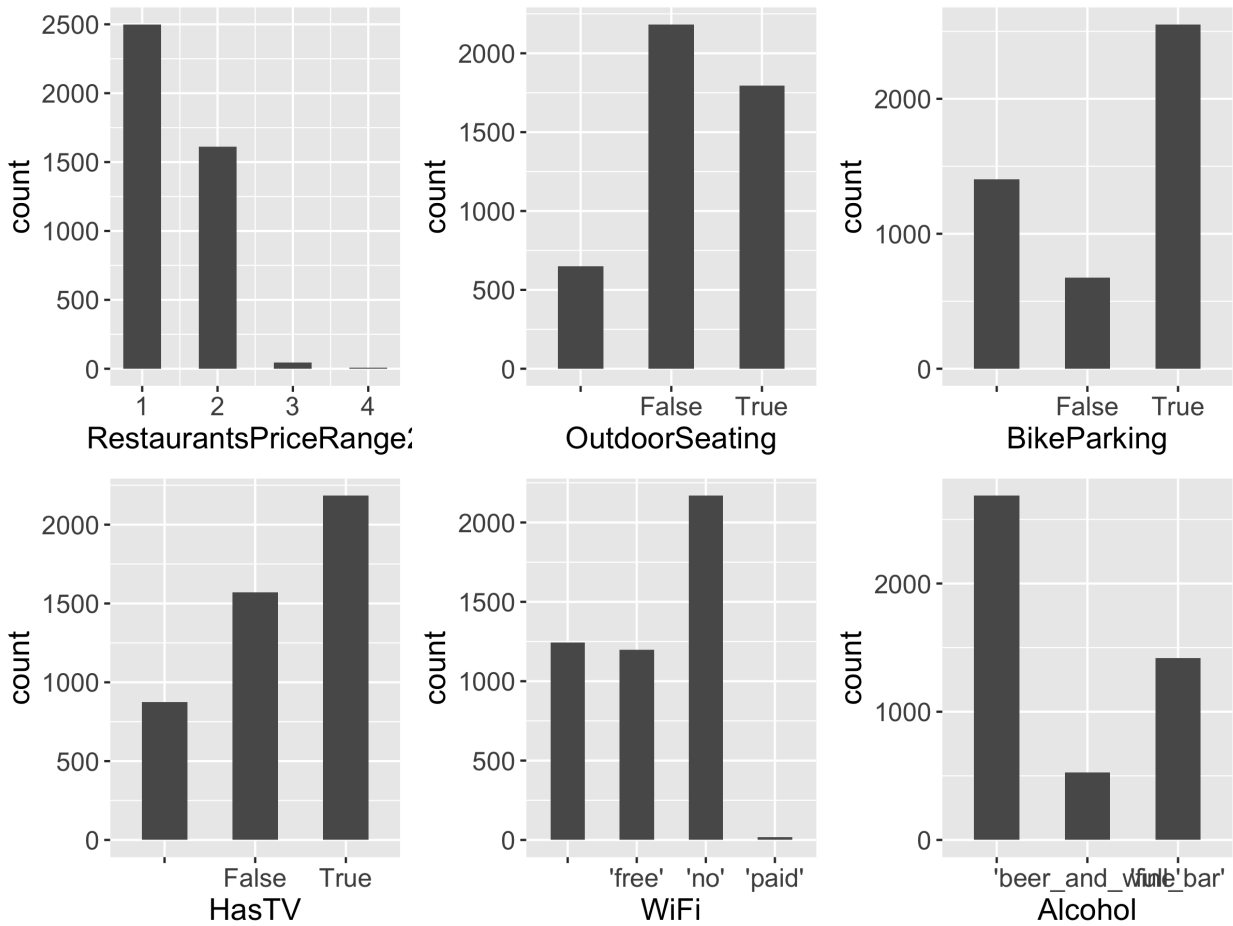 count
2500
2000
1500
1000
500
0
1 2 3 4
RestaurantsPriceRange2
count
2000
1500
1000
500
0
False True
OutdoorSeating
count
2000
1000
0
False True
BikeParking
count
2000
1500
1000
500
0
False True
HasTV
count
2000
1500
1000
500
0
'free' 'no' 'paid'
WiFi
count
2000
1000
0
'beer_and_wine' 'full_bar'
Alcohol